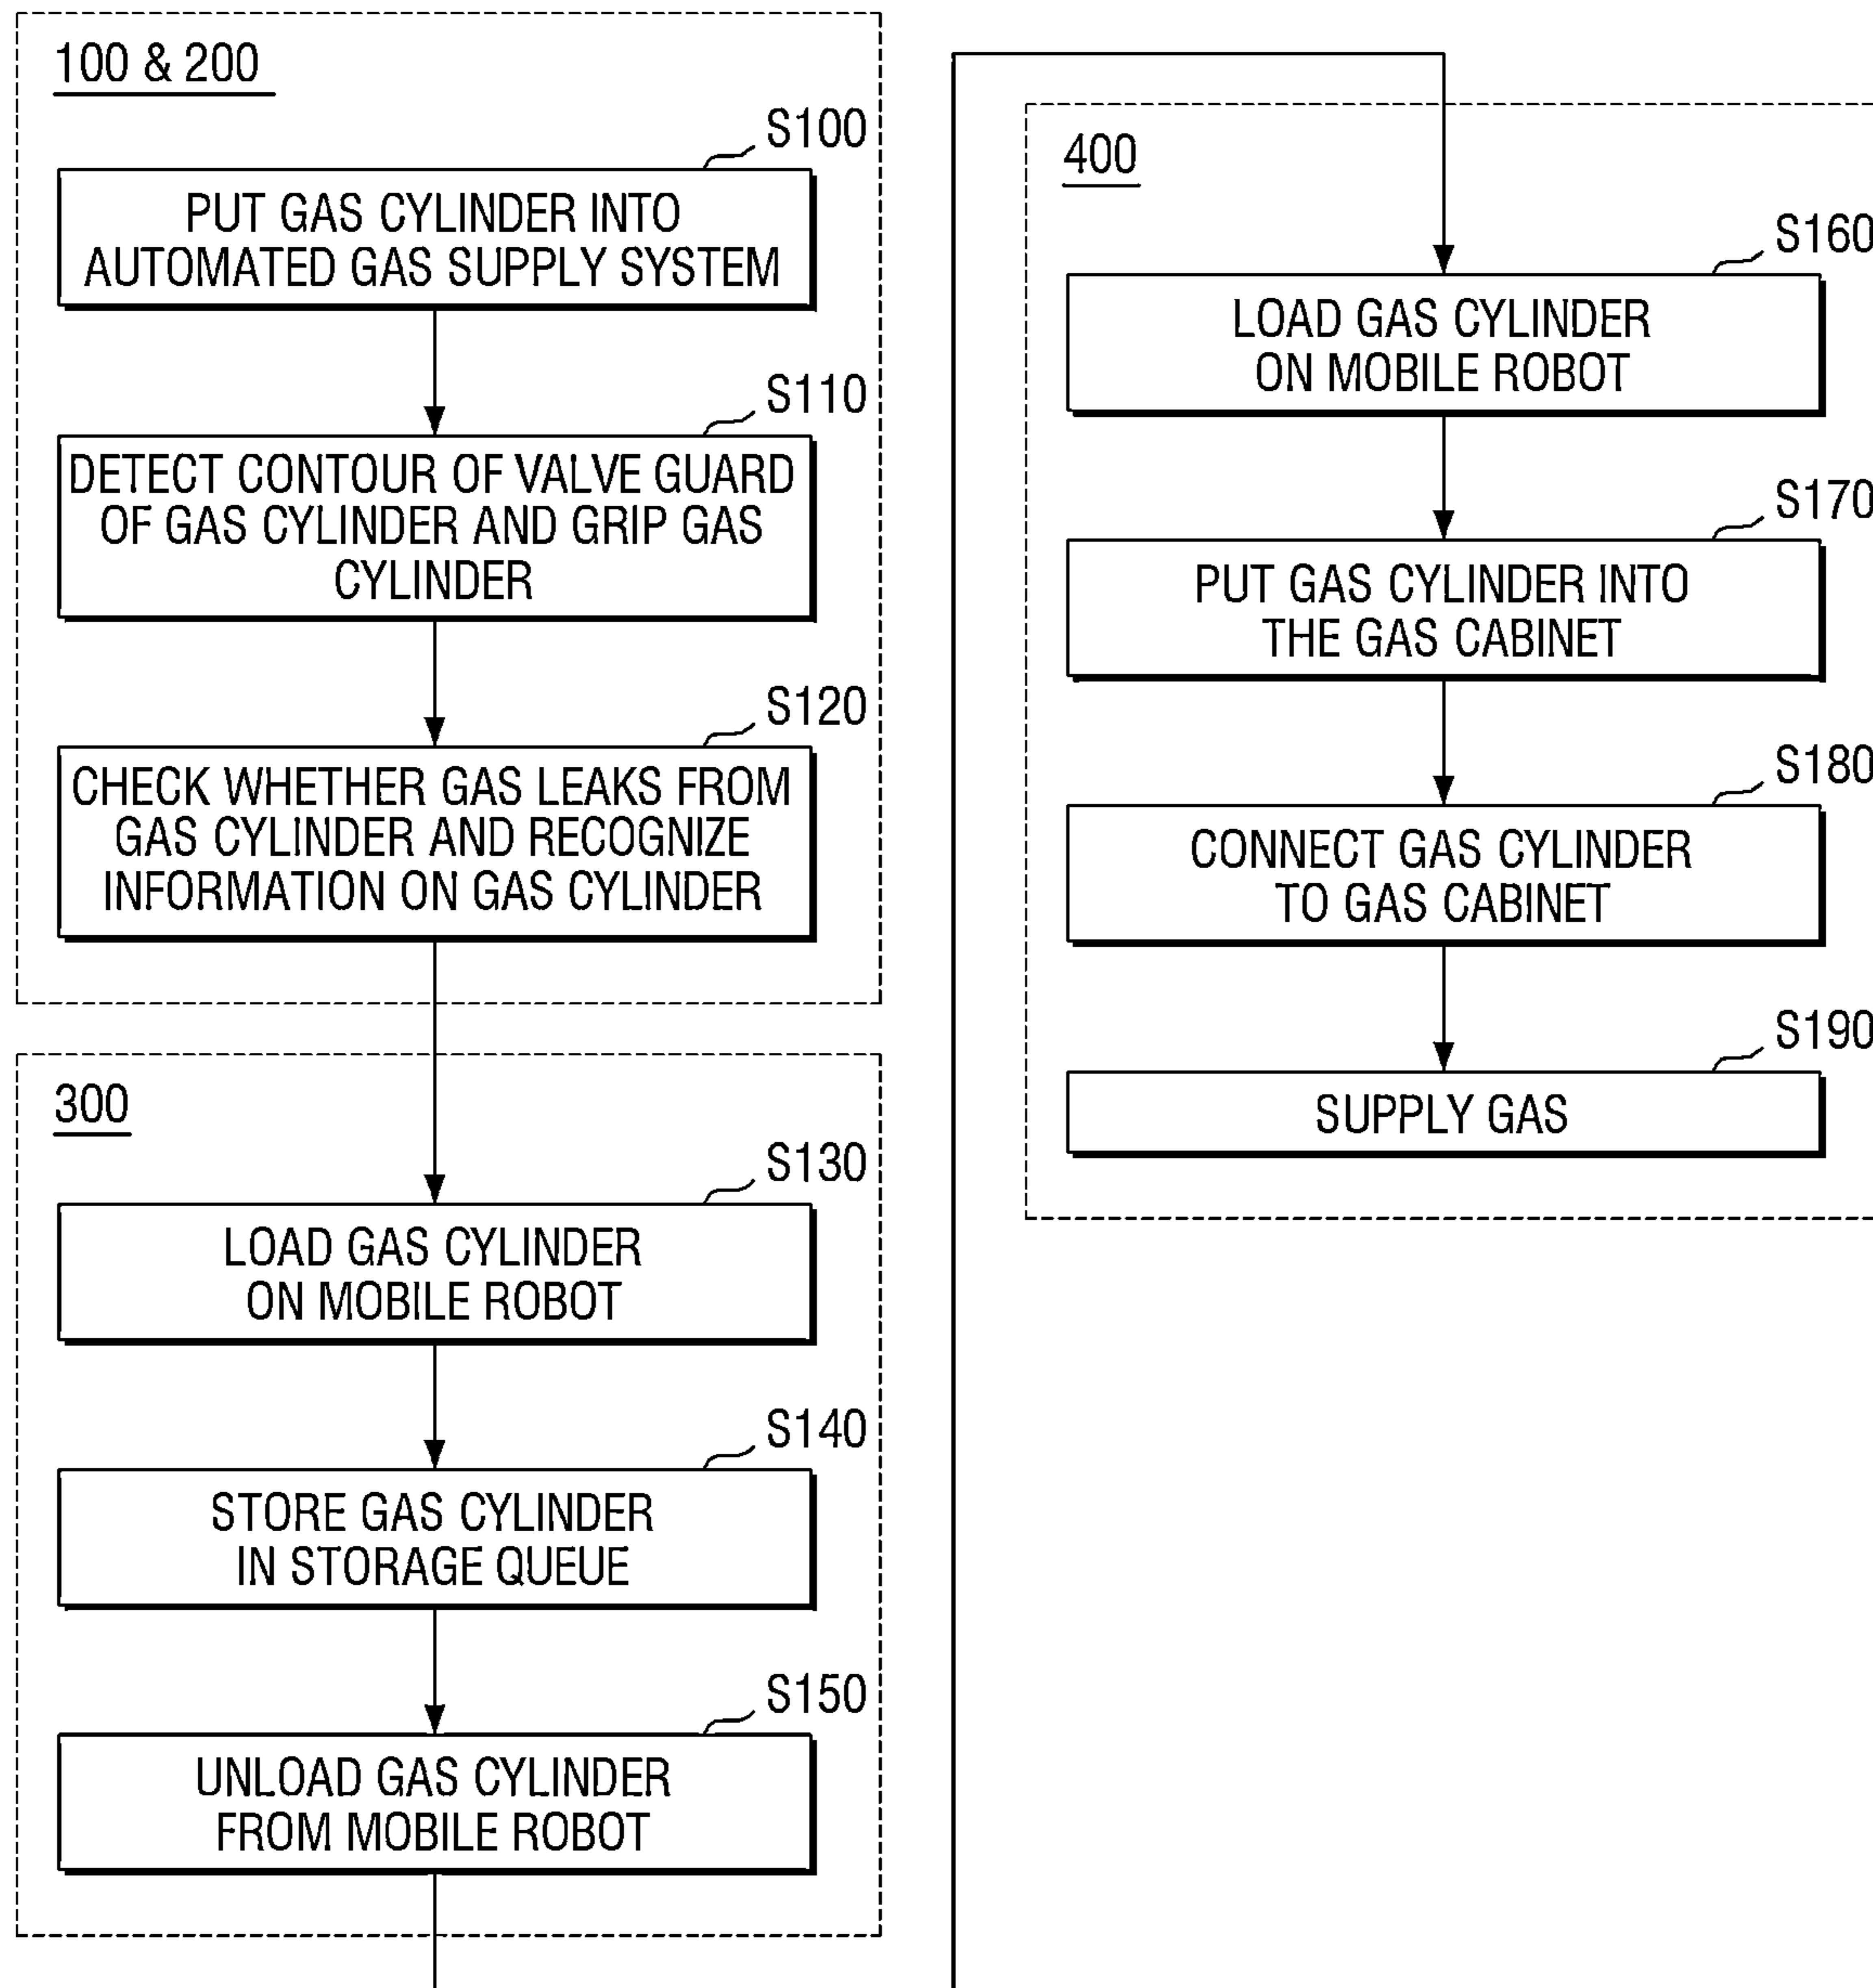 100 & 200
S100
PUT GAS CYLINDER INTO
AUTOMATED GAS SUPPLY SYSTEM
S110
DETECT CONTOUR OF VALVE GUARD
OF GAS CYLINDER AND GRIP GAS
CYLINDER
S120
CHECK WHETHER GAS LEAKS FROM
GAS CYLINDER AND RECOGNIZE
INFORMATION ON GAS CYLINDER
300
S130
LOAD GAS CYLINDER
ON MOBILE ROBOT
S140
STORE GAS CYLINDER
IN STORAGE QUEUE
S150
UNLOAD GAS CYLINDER
FROM MOBILE ROBOT
400
S160
LOAD GAS CYLINDER
ON MOBILE ROBOT
S170
PUT GAS CYLINDER INTO
THE GAS CABINET
S180
CONNECT GAS CYLINDER
TO GAS CABINET
S190
SUPPLY GAS